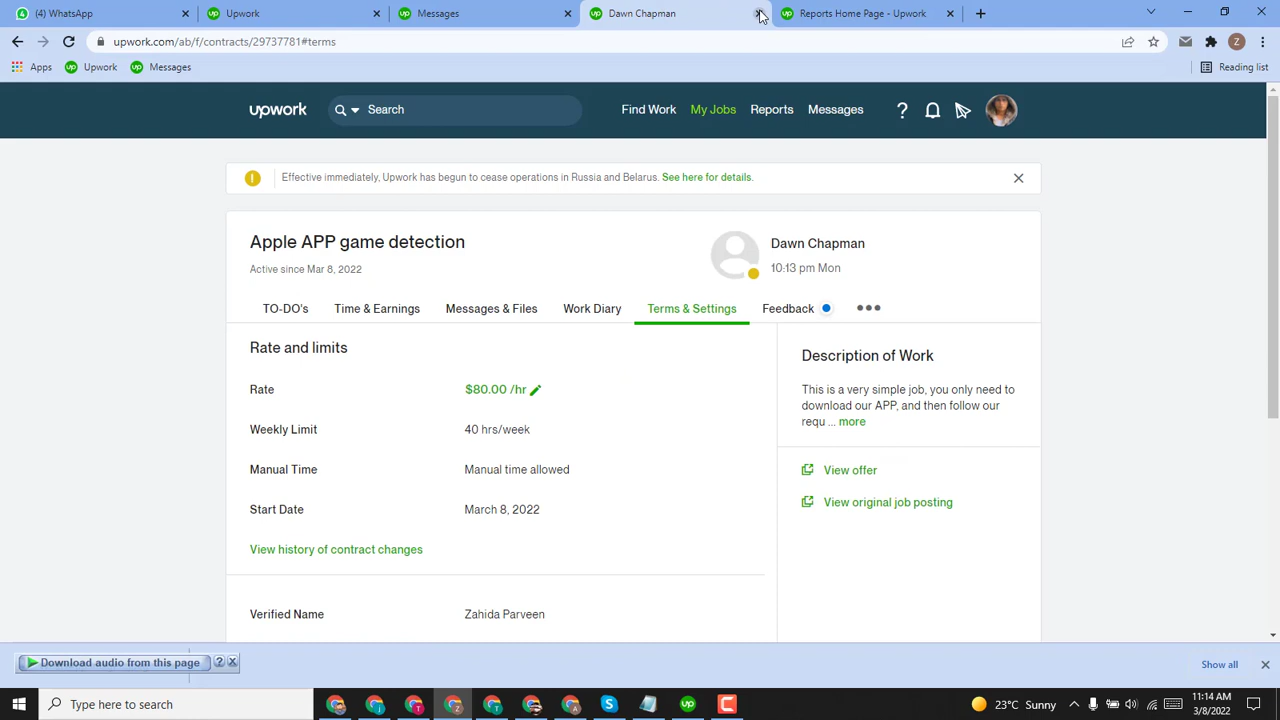 (4) WhatsApp
Upwork
Messages
Dawn Chapman
Reports Home Page - Upwork
upwork.com/ab/f/contracts/29737781#terms
Z
Apps
Upwork
Messages
Reading list
upwork
Search
Find Work
My Jobs
Reports
Messages
?
Effective immediately, Upwork has begun to cease operations in Russia and Belarus. See here for details.
Apple APP game detection
Active since Mar 8, 2022
Dawn Chapman
10:13 pm Mon
TO-DO's
Time & Earnings
Messages & Files
Work Diary
Terms & Settings
Feedback
Rate and limits
Rate
$80.00 /hr
Weekly Limit
40 hrs/week
Manual Time
Manual time allowed
Start Date
March 8, 2022
View history of contract changes
Verified Name
Zahida Parveen
Description of Work
This is a very simple job, you only need to
download our APP, and then follow our
requ ... more
View offer
View original job posting
Download audio from this page
?
Show all
Type here to search
23°C Sunny
11:14 AM
3/8/2022